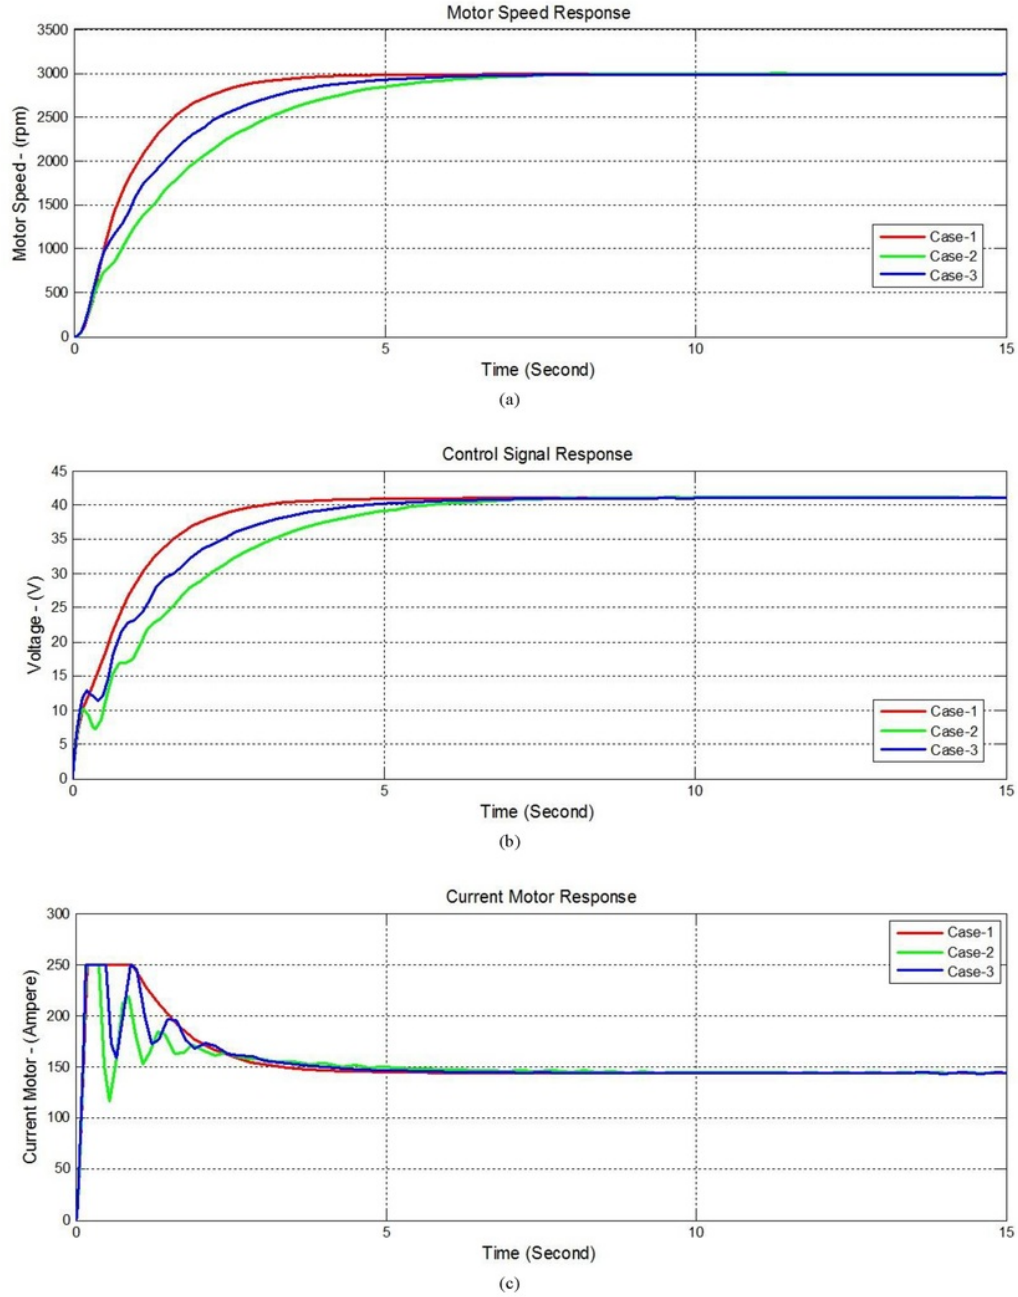 Motor Speed Response
3500
3000
2500
2000
1500
1000
500
0
Motor Speed - (rpm)
Case-1
Case-2
Case-3
0 5 10 15
Time (Second)
(a)
Control Signal Response
45
40
35
30
25
20
15
10
5
0
Voltage - (V)
Case-1
Case-2
Case-3
0 5 10 15
Time (Second)
(b)
Current Motor Response
300
250
200
150
100
50
0
Current Motor - (Ampere)
Case-1
Case-2
Case-3
0 5 10 15
Time (Second)
(c)